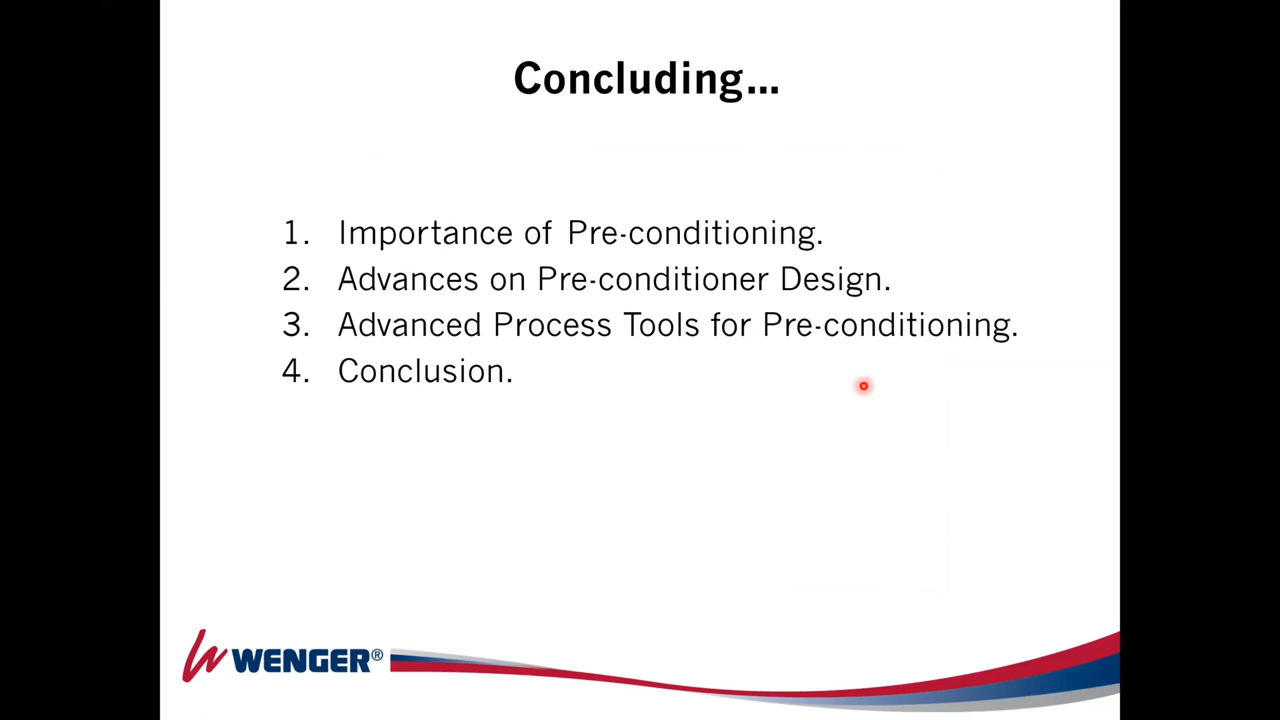 Concluding...
1. Importance of Pre-conditioning.
2. Advances on Pre-conditioner Design.
3. Advanced Process Tools for Pre-conditioning.
4. Conclusion.
WENGER®